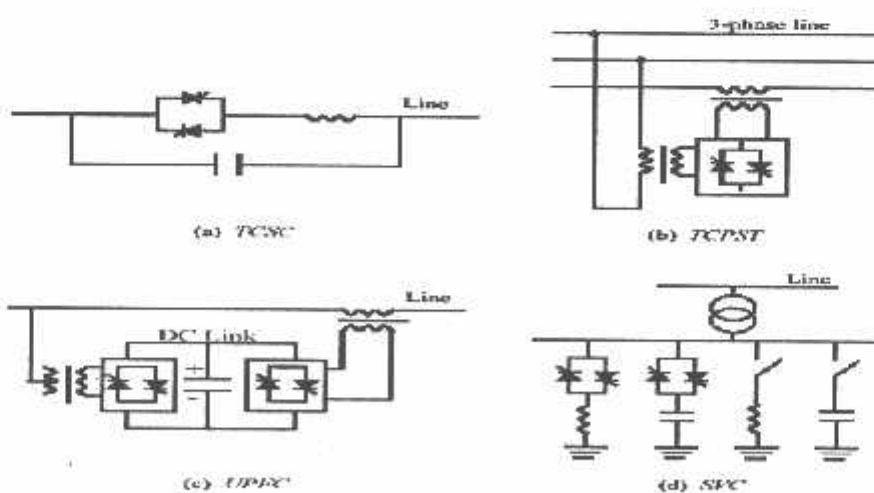 3-phase line
Line
(a) TCSC
(b) TCPST
Line
Line
DC Link
+
-
(c) UPFC
(d) SVC